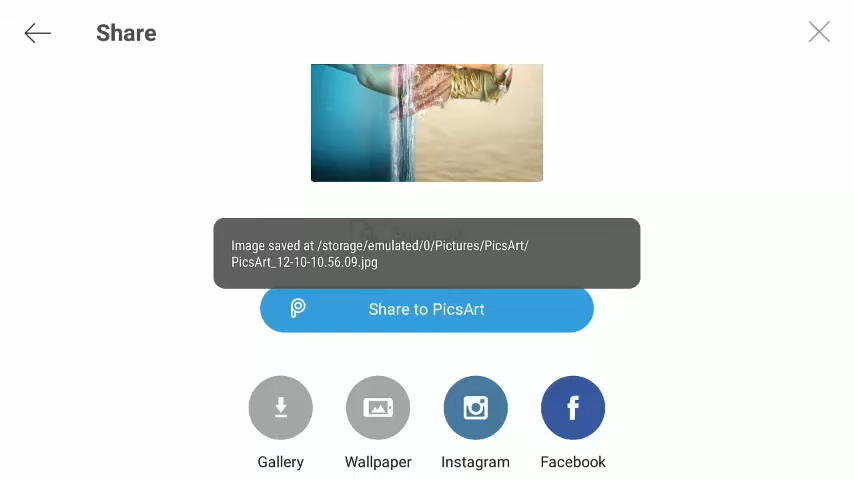 Share
Image saved at /storage/emulated/0/Pictures/PicsArt/
PicsArt_12-10-10.56.09.jpg
Share to PicsArt
Gallery Wallpaper Instagram Facebook